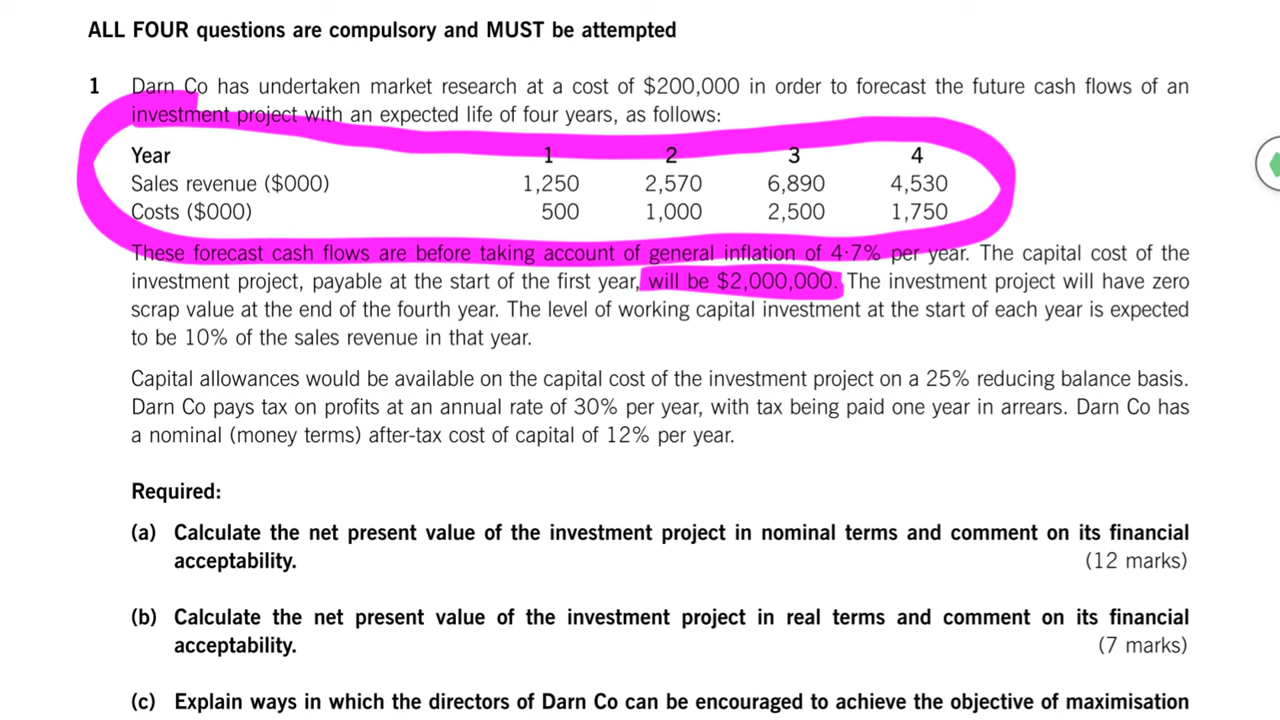 ALL FOUR questions are compulsory and MUST be attempted
1 Darn Co has undertaken market research at a cost of $200,000 in order to forecast the future cash flows of an
investment project with an expected life of four years, as follows:
Year 1 2 3 4
Sales revenue ($000) 1,250 2,570 6,890 4,530
Costs ($000) 500 1,000 2,500 1,750
These forecast cash flows are before taking account of general inflation of 4·7% per year. The capital cost of the
investment project, payable at the start of the first year, will be $2,000,000. The investment project will have zero
scrap value at the end of the fourth year. The level of working capital investment at the start of each year is expected
to be 10% of the sales revenue in that year.
Capital allowances would be available on the capital cost of the investment project on a 25% reducing balance basis.
Darn Co pays tax on profits at an annual rate of 30% per year, with tax being paid one year in arrears. Darn Co has
a nominal (money terms) after-tax cost of capital of 12% per year.
Required:
(a) Calculate the net present value of the investment project in nominal terms and comment on its financial
acceptability. (12 marks)
(b) Calculate the net present value of the investment project in real terms and comment on its financial
acceptability. (7 marks)
(c) Explain ways in which the directors of Darn Co can be encouraged to achieve the objective of maximisation